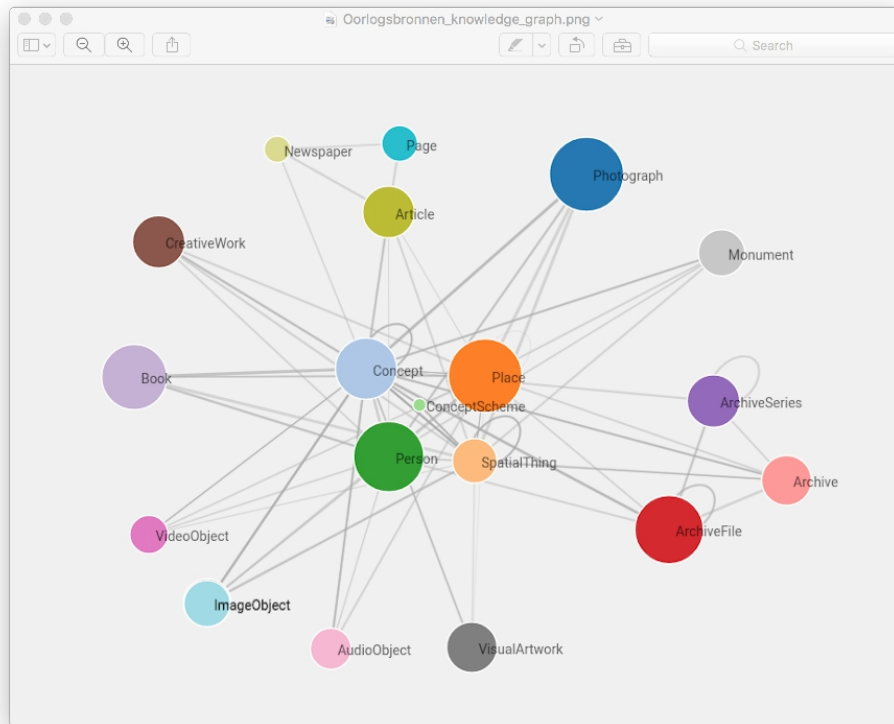 Oorlogsbronnen_knowledge_graph.png
Search
Newspaper
Page
Photograph
Article
CreativeWork
Monument
Concept
Place
Book
ConceptScheme
ArchiveSeries
Person
SpatialThing
Archive
VideoObject
ArchiveFile
ImageObject
AudioObject
VisualArtwork